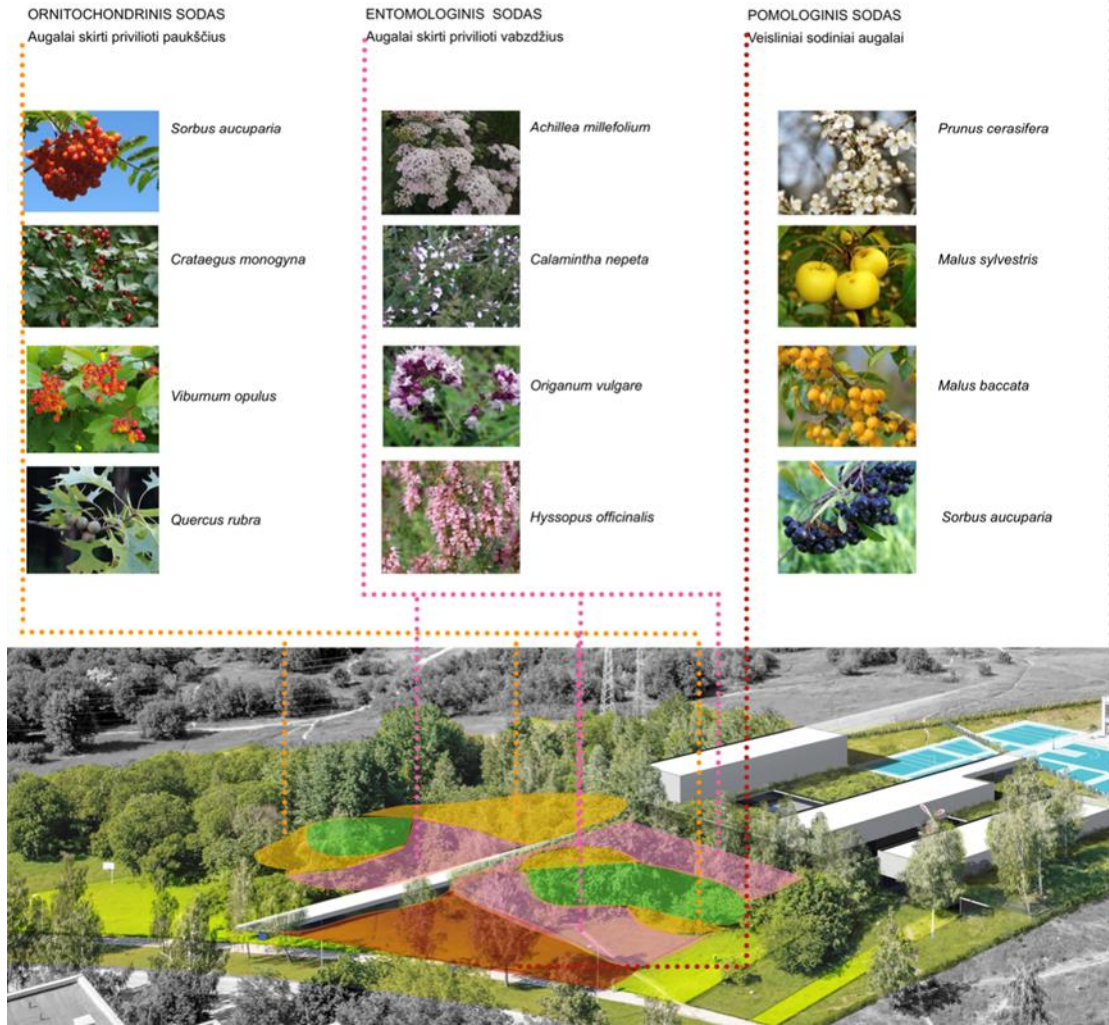 ORNITOCHONDRINIS SODAS
Augalai skirti privilioti paukščius
Sorbus aucuparia
Crataegus monogyna
Viburnum opulus
Quercus rubra
ENTOMOLOGINIS SODAS
Augalai skirti privilioti vabzdžius
Achillea millefolium
Calamintha nepeta
Origanum vulgare
Hyssopus officinalis
POMOLOGINIS SODAS
Veisliniai sodiniai augalai
Prunus cerasifera
Malus sylvestris
Malus baccata
Sorbus aucuparia